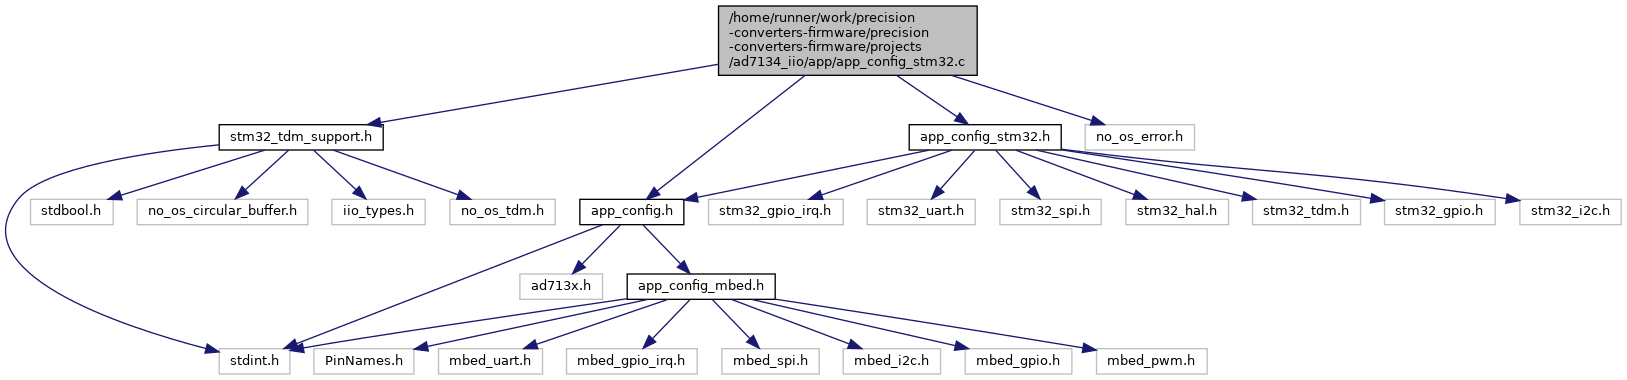 /home/runner/work/precision
-converters-firmware/precision
-converters-firmware/projects
/ad7134_iio/app/app_config_stm32.c
stm32_tdm_support.h
app_config_stm32.h
no_os_error.h
stdbool.h
no_os_circular_buffer.h
iio_types.h
no_os_tdm.h
app_config.h
stm32_gpio_irq.h
stm32_uart.h
stm32_spi.h
stm32_hal.h
stm32_tdm.h
stm32_gpio.h
stm32_i2c.h
ad713x.h
app_config_mbed.h
stdint.h
PinNames.h
mbed_uart.h
mbed_gpio_irq.h
mbed_spi.h
mbed_i2c.h
mbed_gpio.h
mbed_pwm.h